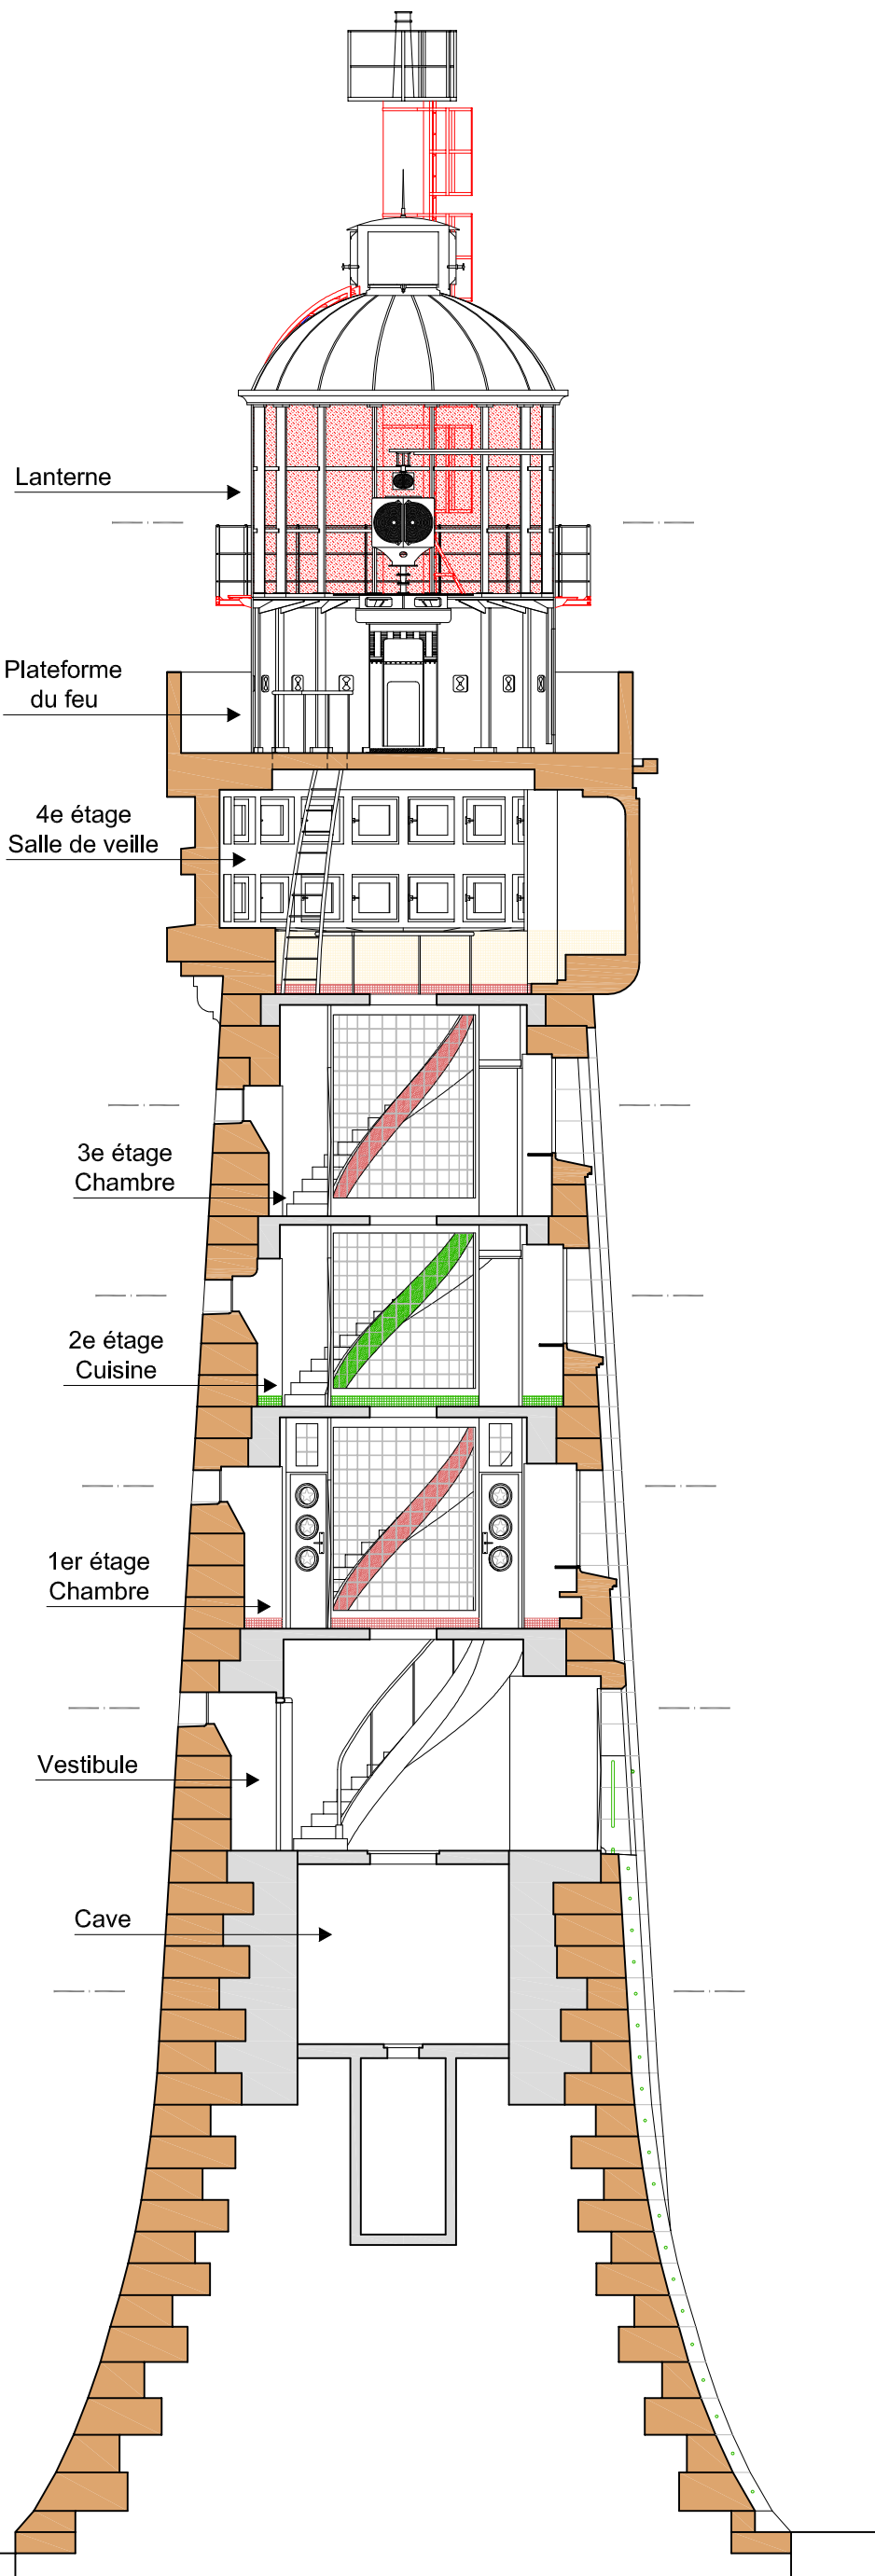 Lanterne
Plateforme
du feu
4e étage
Salle de veille
3e étage
Chambre
2e étage
Cuisine
1er étage
Chambre
Vestibule
Cave